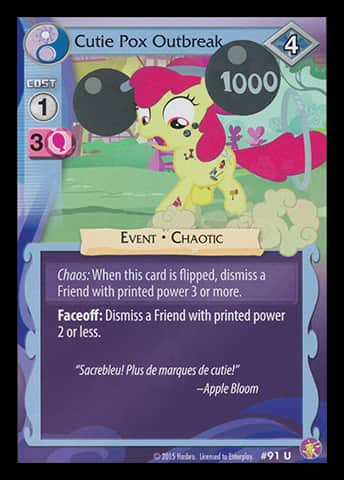 Cutie Pox Outbreak
4
COST
1
3
1000
EVENT • CHAOTIC
Chaos: When this card is flipped, dismiss a
Friend with printed power 3 or more.
Faceoff: Dismiss a Friend with printed power
2 or less.
“Sacrebleu! Plus de marques de cutie!”
–Apple Bloom
© 2015 Hasbro. Licensed to Enterplay. #91 U